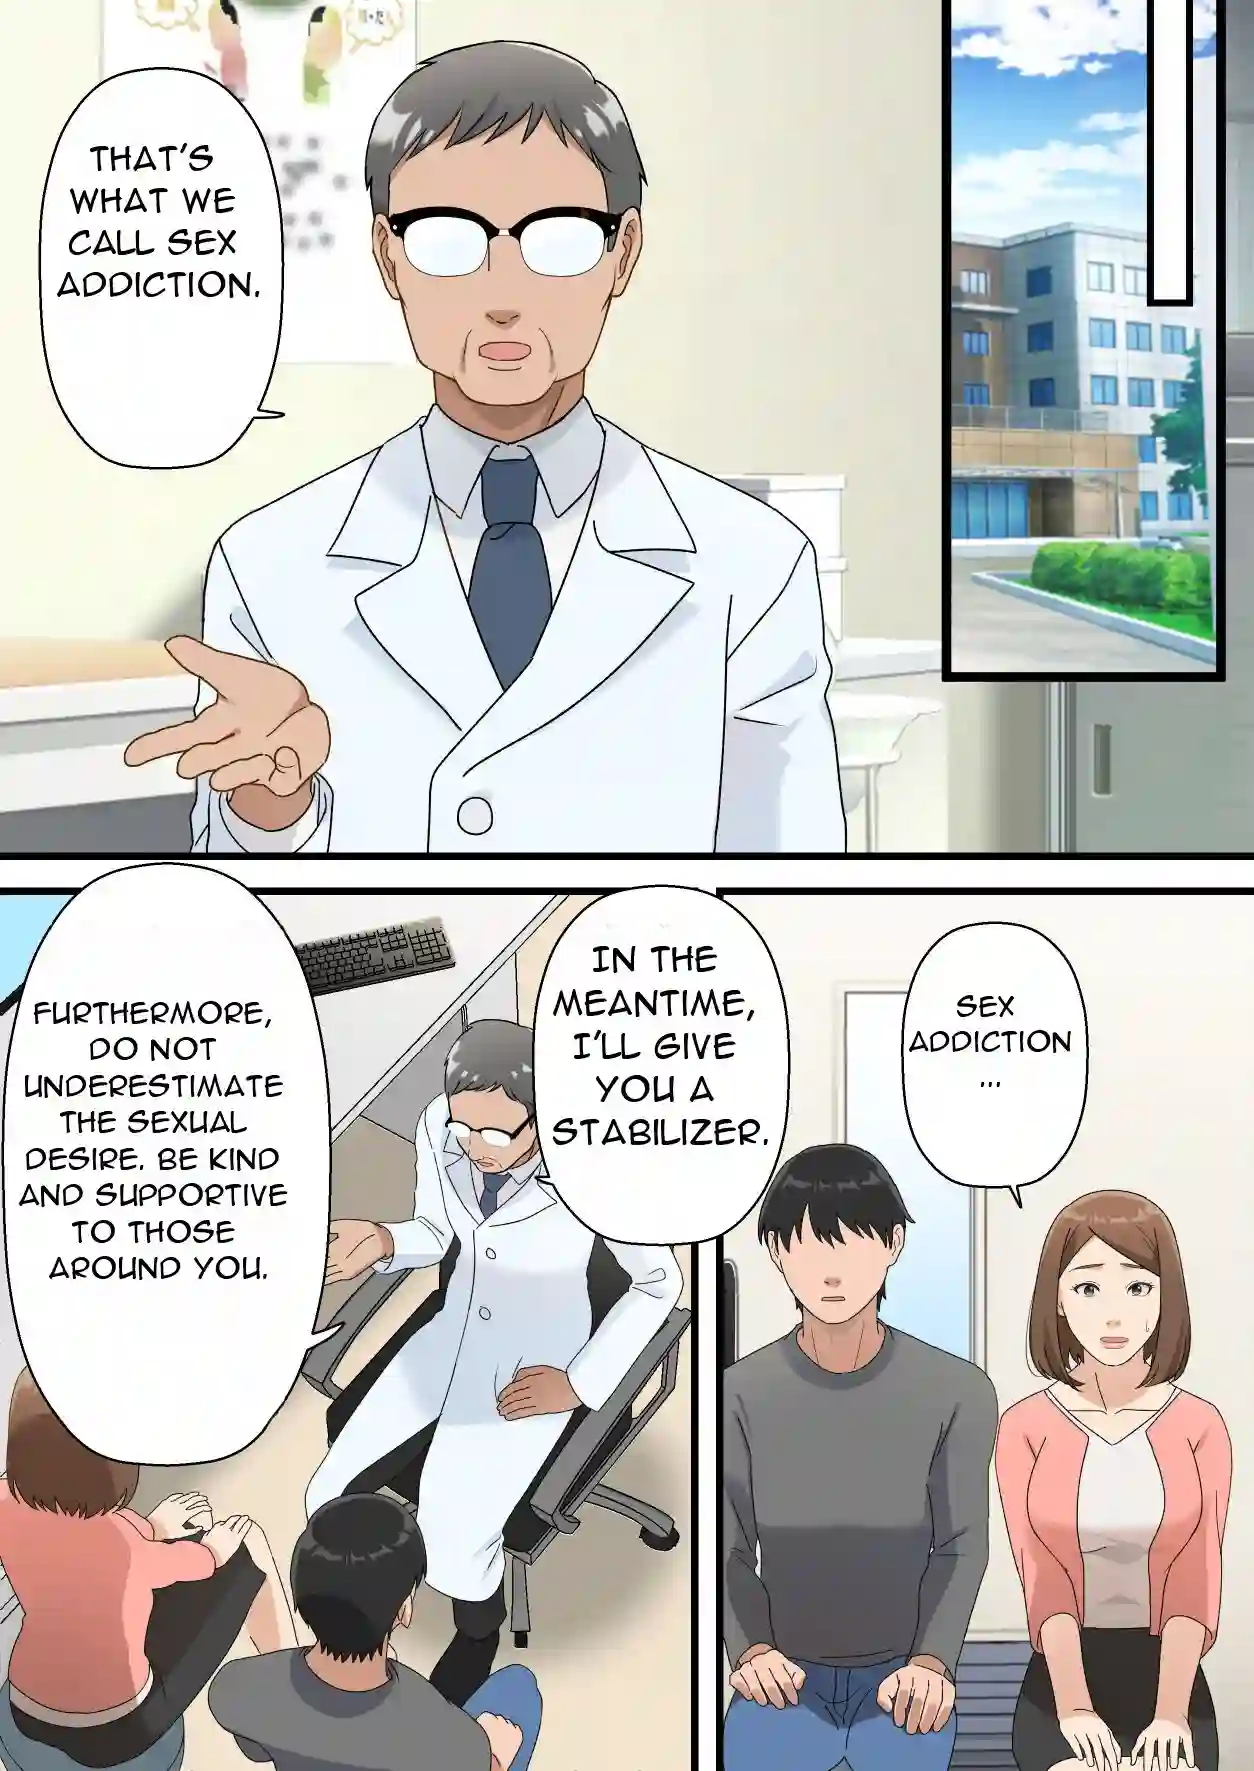 THAT'S
WHAT WE
CALL SEX
ADDICTION.
SEX
ADDICTION
...
IN THE
MEANTIME,
I'LL GIVE
YOU A
STABILIZER.
FURTHERMORE,
DO NOT
UNDERESTIMATE
THE SEXUAL
DESIRE. BE KIND
AND SUPPORTIVE
TO THOSE
AROUND YOU.